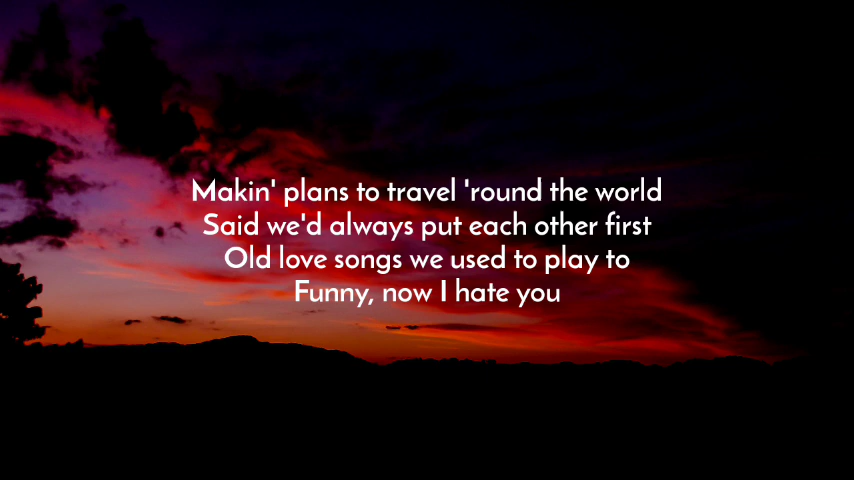 Makin' plans to travel 'round the world
Said we'd always put each other first
Old love songs we used to play to
Funny, now I hate you